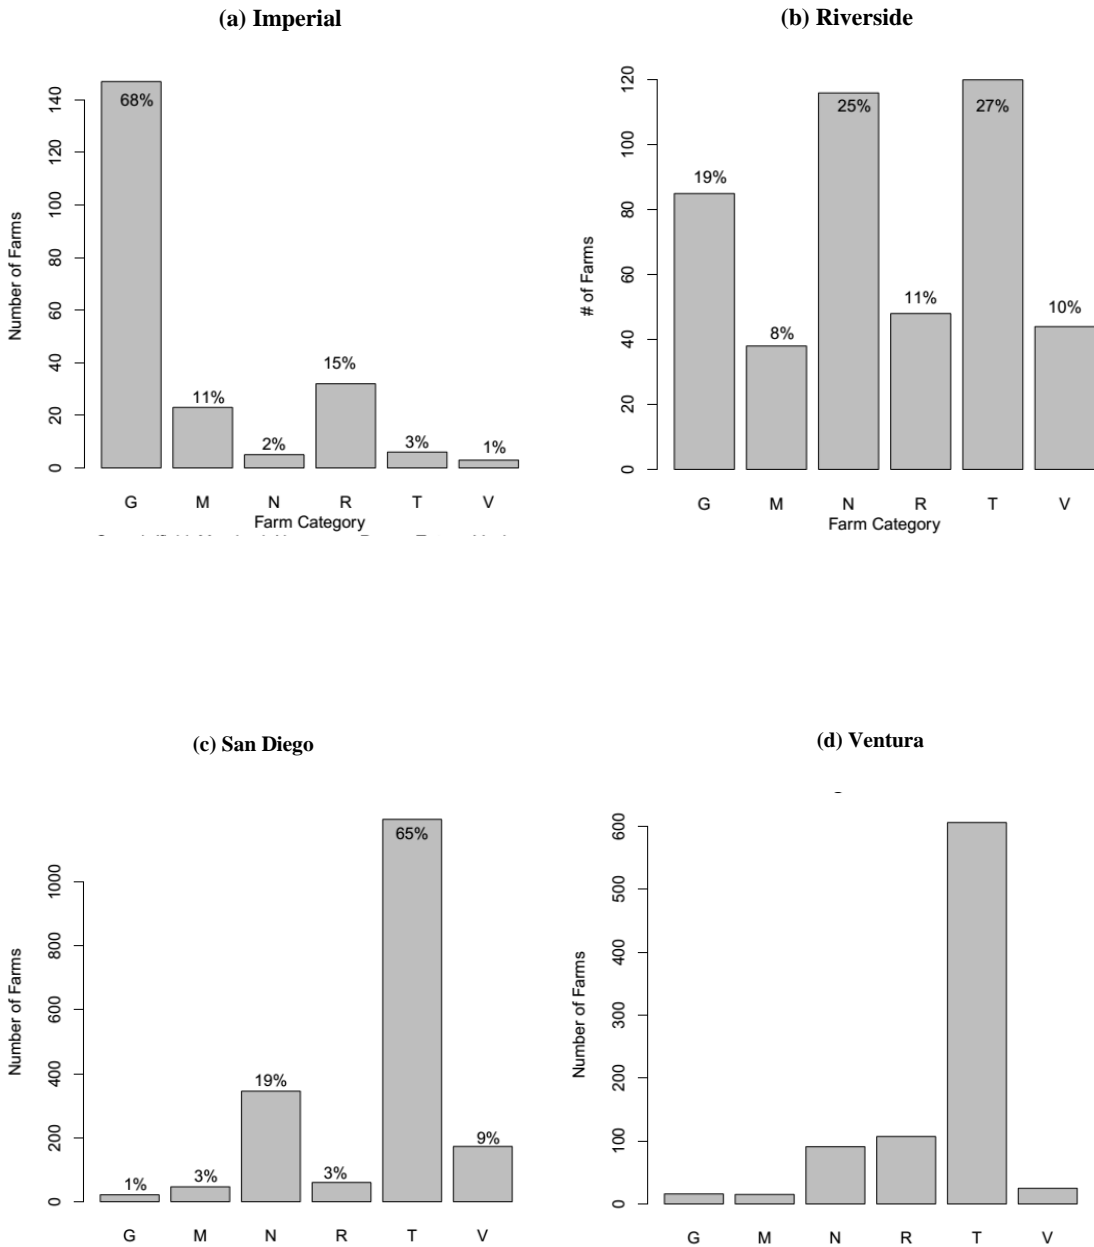 (a) Imperial
(b) Riverside
Number of Farms
0 20 40 60 80 100 120 140
68%
11%
2%
15%
3%
1%
G M N R T V
Farm Category
# of Farms
0 20 40 60 80 100 120
19%
8%
25%
11%
27%
10%
G M N R T V
Farm Category
(c) San Diego
(d) Ventura
Number of Farms
0 200 400 600 800 1000
1%
3%
19%
3%
65%
9%
G M N R T V
Number of Farms
0 100 200 300 400 500 600
G M N R T V